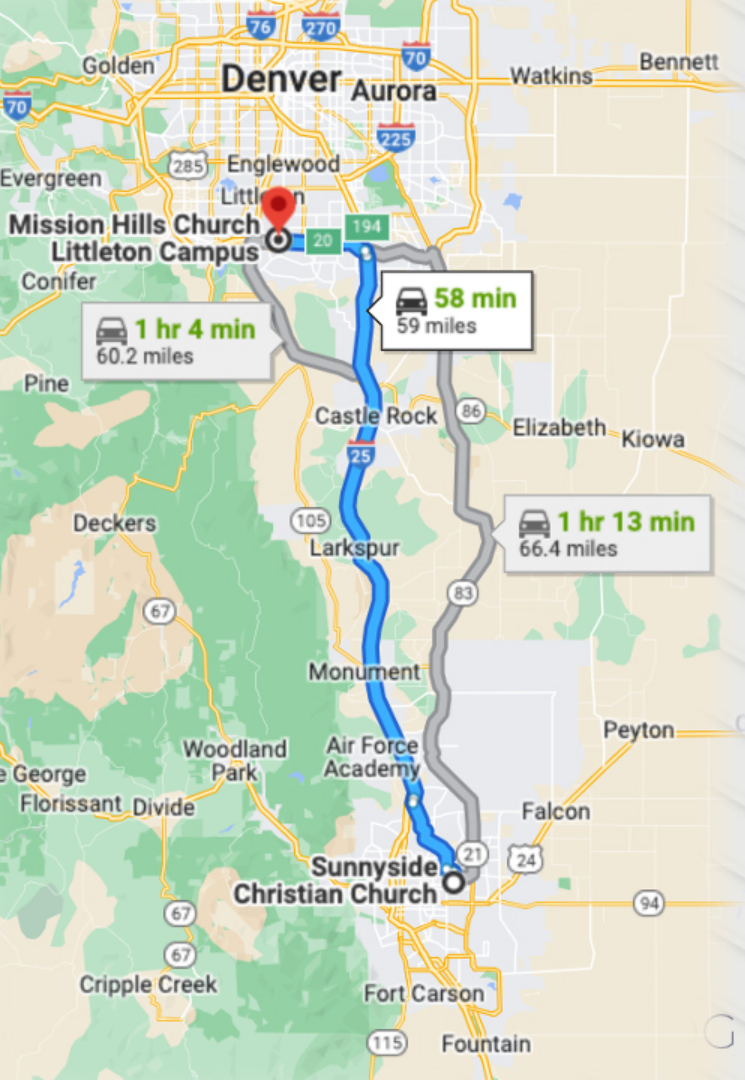 76
270
Golden
70
Bennett
Denver
Watkins
Aurora
70
225
285
Englewood
Evergreen
Mission Hills Church
194
20
Littleton Campus
Conifer
58 min
59 miles
1 hr 4 min
60.2 miles
Pine
Castle Rock
86
Elizabeth
Kiowa
25
Deckers
105
1 hr 13 min
66.4 miles
Larkspur
67
83
Monument
Peyton
Woodland
Park
Air Force
Academy
e George
Florissant
Divide
Falcon
21
24
Sunnyside
Christian Church
94
67
67
Cripple Creek
Fort Carson
115
Fountain
G